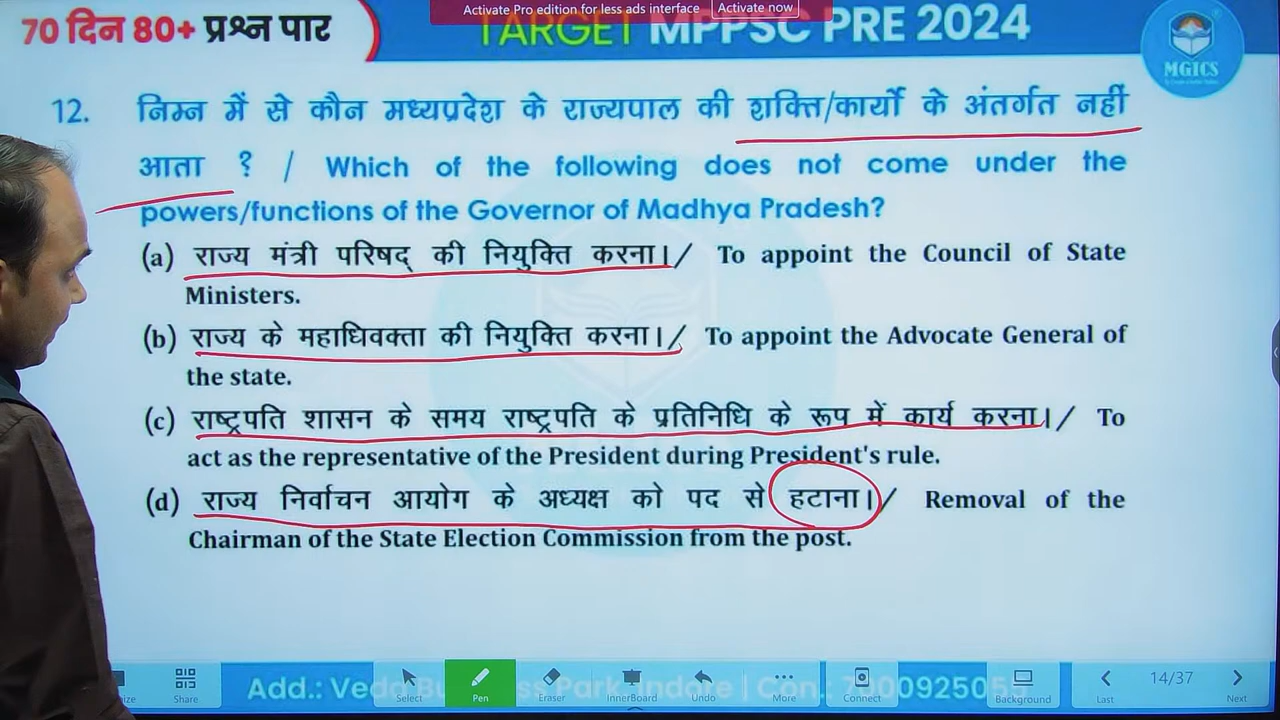 Activate Pro edition for less ads interface Activate now
70 दिन 80+ प्रश्न पार
TARGET MPPSC PRE 2024
MGICS
12. निम्न में से कौन मध्यप्रदेश के राज्यपाल की शक्ति/कार्यो के अंतर्गत नहीं
आता ? / Which of the following does not come under the
powers/functions of the Governor of Madhya Pradesh?
(a) राज्य मंत्री परिषद् की नियुक्ति करना।/ To appoint the Council of State
Ministers.
(b) राज्य के महाधिवक्ता की नियुक्ति करना।/ To appoint the Advocate General of
the state.
(c) राष्ट्रपति शासन के समय राष्ट्रपति के प्रतिनिधि के रूप में कार्य करना।/ To
act as the representative of the President during President's rule.
(d) राज्य निर्वाचन आयोग के अध्यक्ष को पद से हटाना।/ Removal of the
Chairman of the State Election Commission from the post.
Add.:
Share Select Pen Eraser InnerBoard Undo More Connect Background Last 14/37 Next